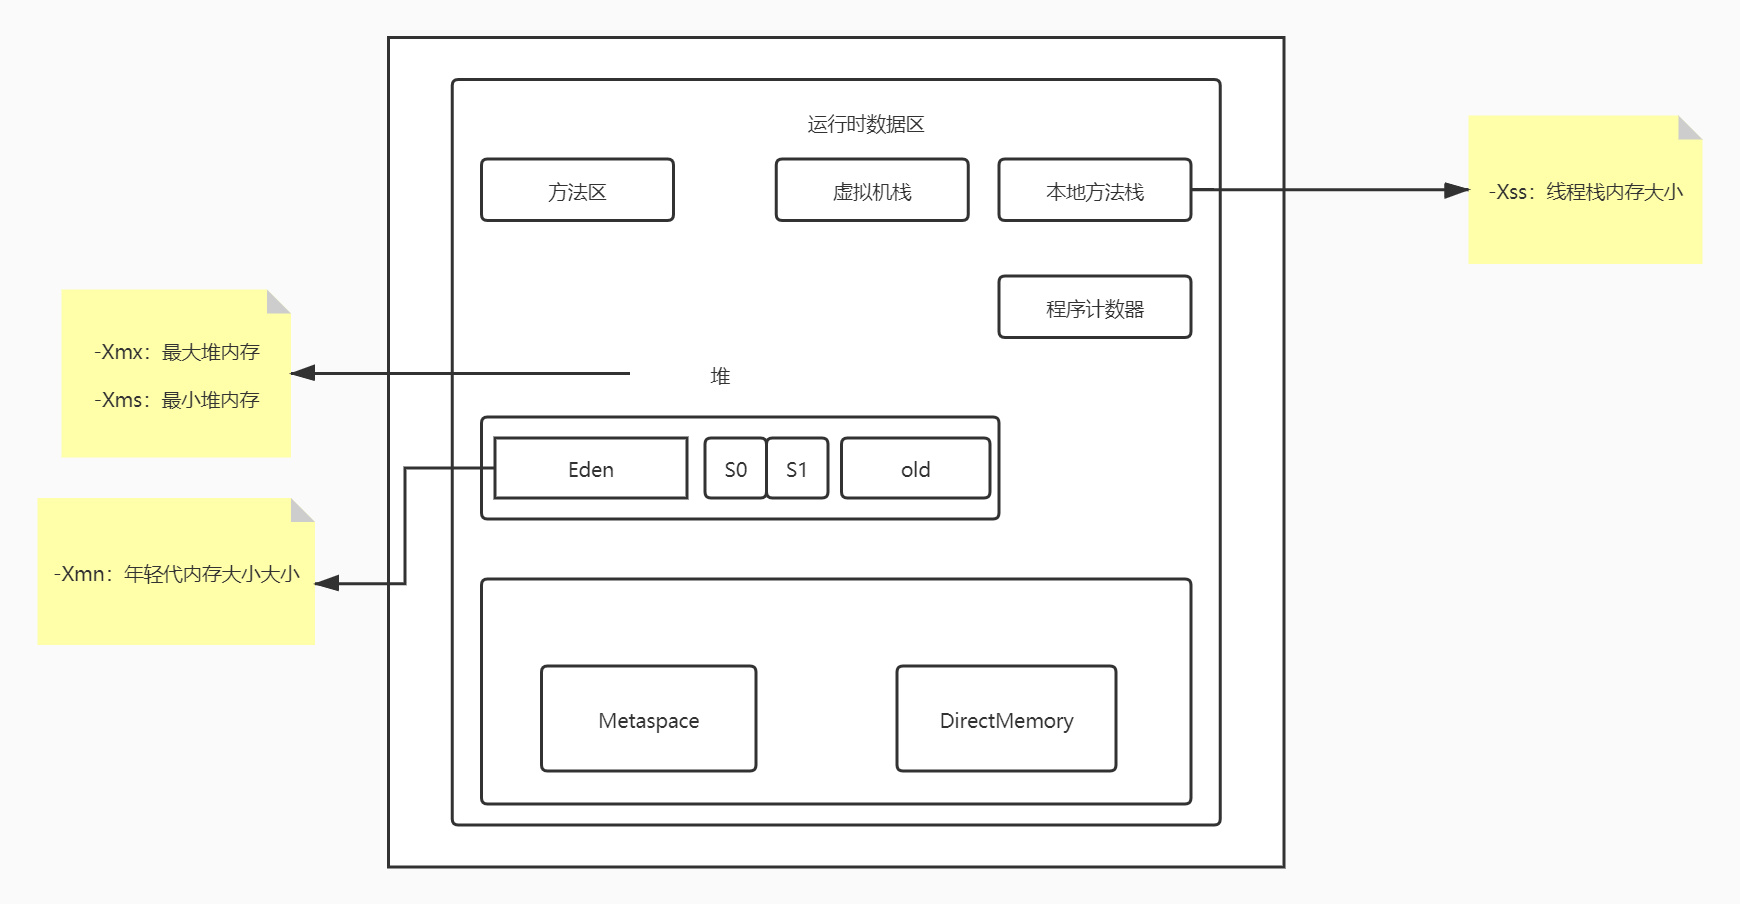 运行时数据区
方法区
虚拟机栈
本地方法栈
-Xss：线程栈内存大小
程序计数器
-Xmx：最大堆内存
-Xms：最小堆内存
堆
Eden
S0
S1
old
-Xmn：年轻代内存大小大小
Metaspace
DirectMemory